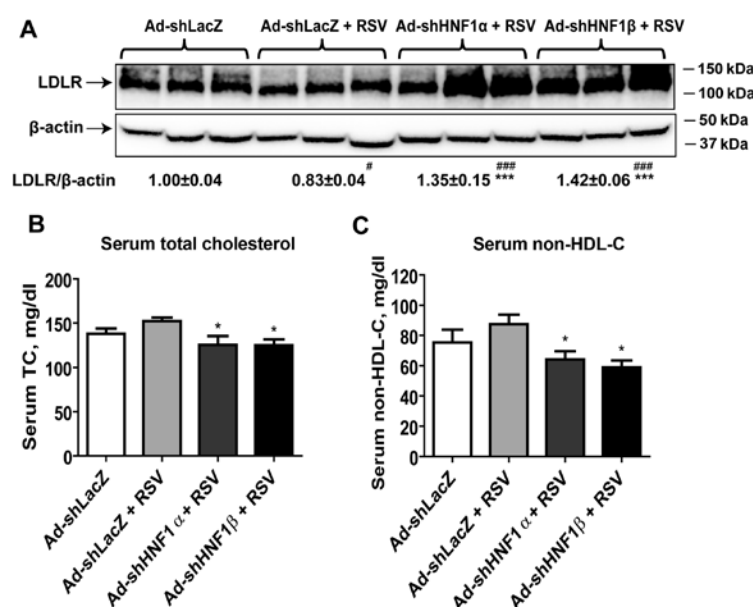 A
Ad-shLacZ Ad-shLacZ + RSV Ad-shHNF1α + RSV Ad-shHNF1β + RSV
LDLR
150 kDa
100 kDa
β-actin
50 kDa
37 kDa
LDLR/β-actin 1.00±0.04 0.83±0.04 # 1.35±0.15 ### *** 1.42±0.06 ### ***
B
Serum total cholesterol
Serum TC, mg/dl
200
150
100
50
0
* *
Ad-shLacZ
Ad-shLacZ + RSV
Ad-shHNF1 α + RSV
Ad-shHNF1β + RSV
C
Serum non-HDL-C
Serum non-HDL-C, mg/dl
120
100
80
60
40
20
0
* *
Ad-shLacZ
Ad-shLacZ + RSV
Ad-shHNF1 α + RSV
Ad-shHNF1β + RSV